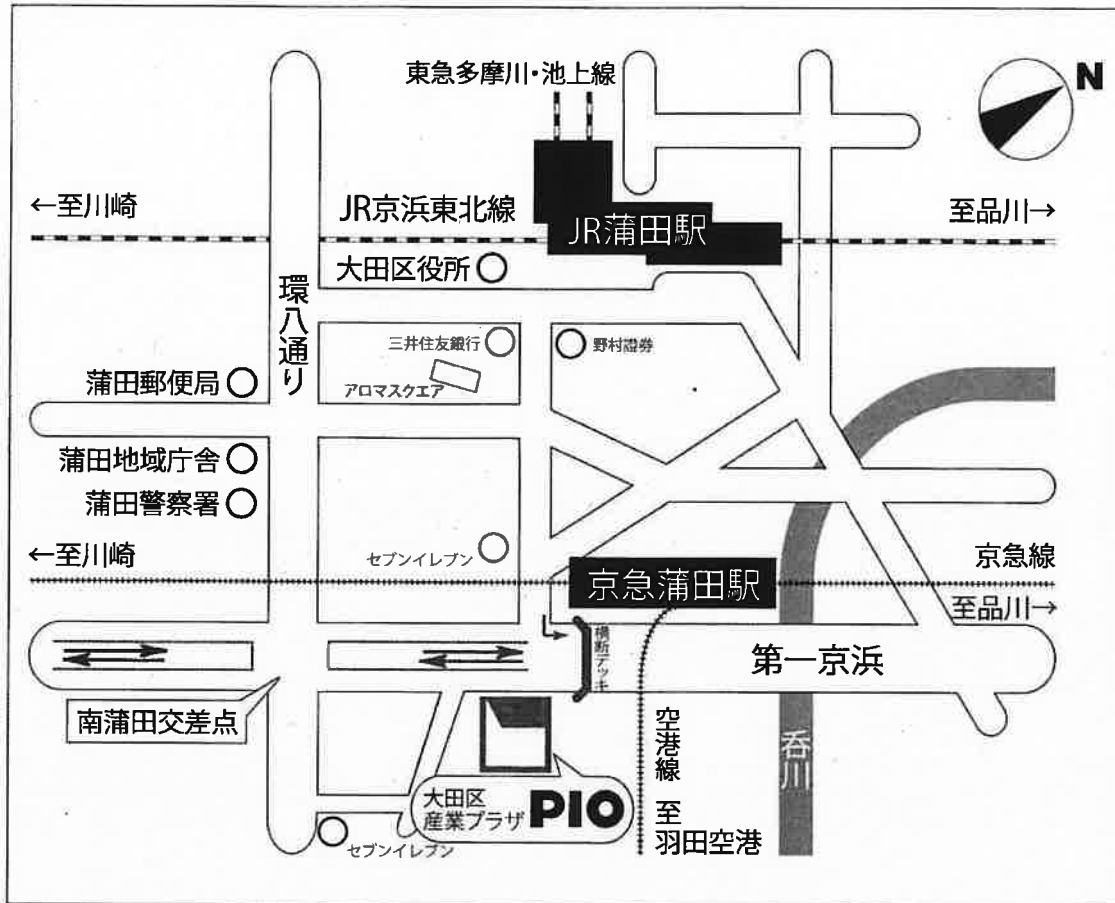 東急多摩川・池上線
N
←至川崎
JR京浜東北線
JR蒲田駅
至品川→
大田区役所
環八通り
三井住友銀行
野村證券
アロマスクエア
蒲田郵便局
蒲田地域庁舎
蒲田警察署
セブンイレブン
←至川崎
京急蒲田駅
京急線
至品川→
横断デッキ
第一京浜
南蒲田交差点
空港線 至
羽田空港
呑川
大田区
産業プラザ PIO
セブンイレブン